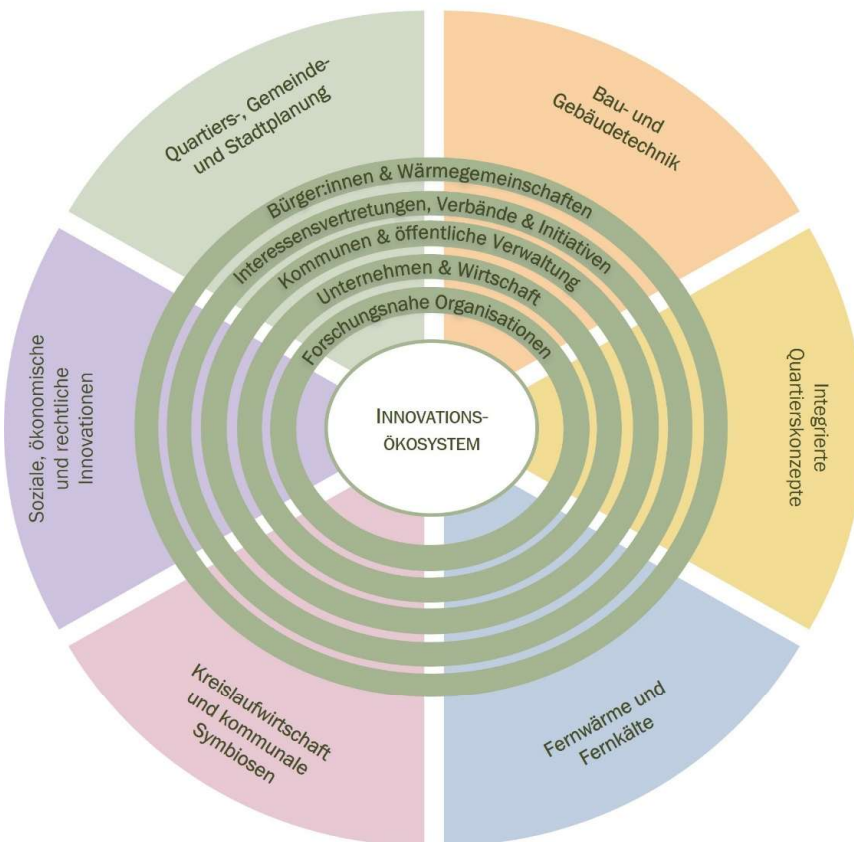 Quartiers-, Gemeinde-
und Stadtplanung
Bau- und
Gebäudetechnik
Bürger:innen & Wärmegemeinschaften
Interessensvertretungen, Verbände & Initiativen
Kommunen & öffentliche Verwaltung
Unternehmen & Wirtschaft
Forschungsnahe Organisationen
INNOVATIONS-
ÖKOSYSTEM
Soziale, ökonomische
und rechtliche
Innovationen
Integrierte
Quartierskonzepte
Kreislaufwirtschaft
und kommunale
Symbiosen
Fernwärme und
Fernkälte